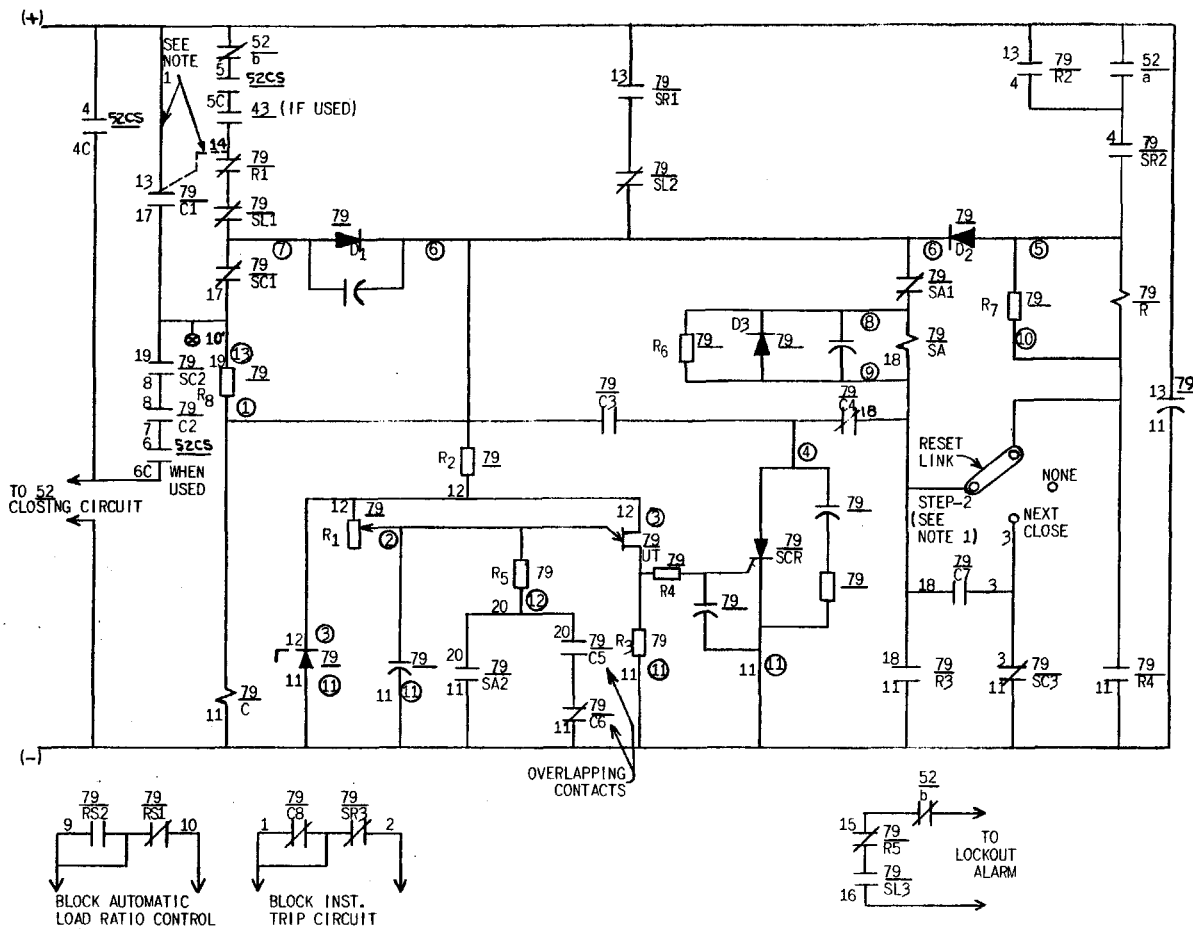 (+)
SEE
NOTE
1
52
b
5
52CS
5C
43 (IF USED)
4
52CS
4C
14
79
R1
13
79
C1
17
79
SL1
79
SC1
17
7
79
D1
6
13
79
SR1
79
SL2
13
79
R2
4
52
a
4
79
SR2
79
6
D2
5
79
SA1
R7
79
79
R
10
R6
79
D3
79
8
79
SA
18
9
13
79
11
10"
19
79
SC2
8
R8
13
19
79
1
8
79
C2
7
6
52CS
6C
WHEN
USED
TO 52
CLOSING CIRCUIT
79
C3
79
C4
18
4
R2
79
12
12
79
R1
2
12
3
79
UT
R5
79
20
12
79
R4
79
79
SCR
79
79
RESET
LINK
NONE
STEP-2
(SEE
NOTE 1)
NEXT
CLOSE
3
79
C7
18
3
12
3
79
11
11
79
11
11
20
79
SA2
11
20
79
C5
79
C6
11
R3
79
11
11
11
11
18
79
R3
11
3
79
SC3
11
79
R4
11
79
C
11
(-)
OVERLAPPING
CONTACTS
79
RS2
79
RS1
9
10
BLOCK AUTOMATIC
LOAD RATIO CONTROL
79
C8
79
SR3
1
2
BLOCK INST.
TRIP CIRCUIT
52
b
15
79
R5
79
SL3
16
TO
LOCKOUT
ALARM